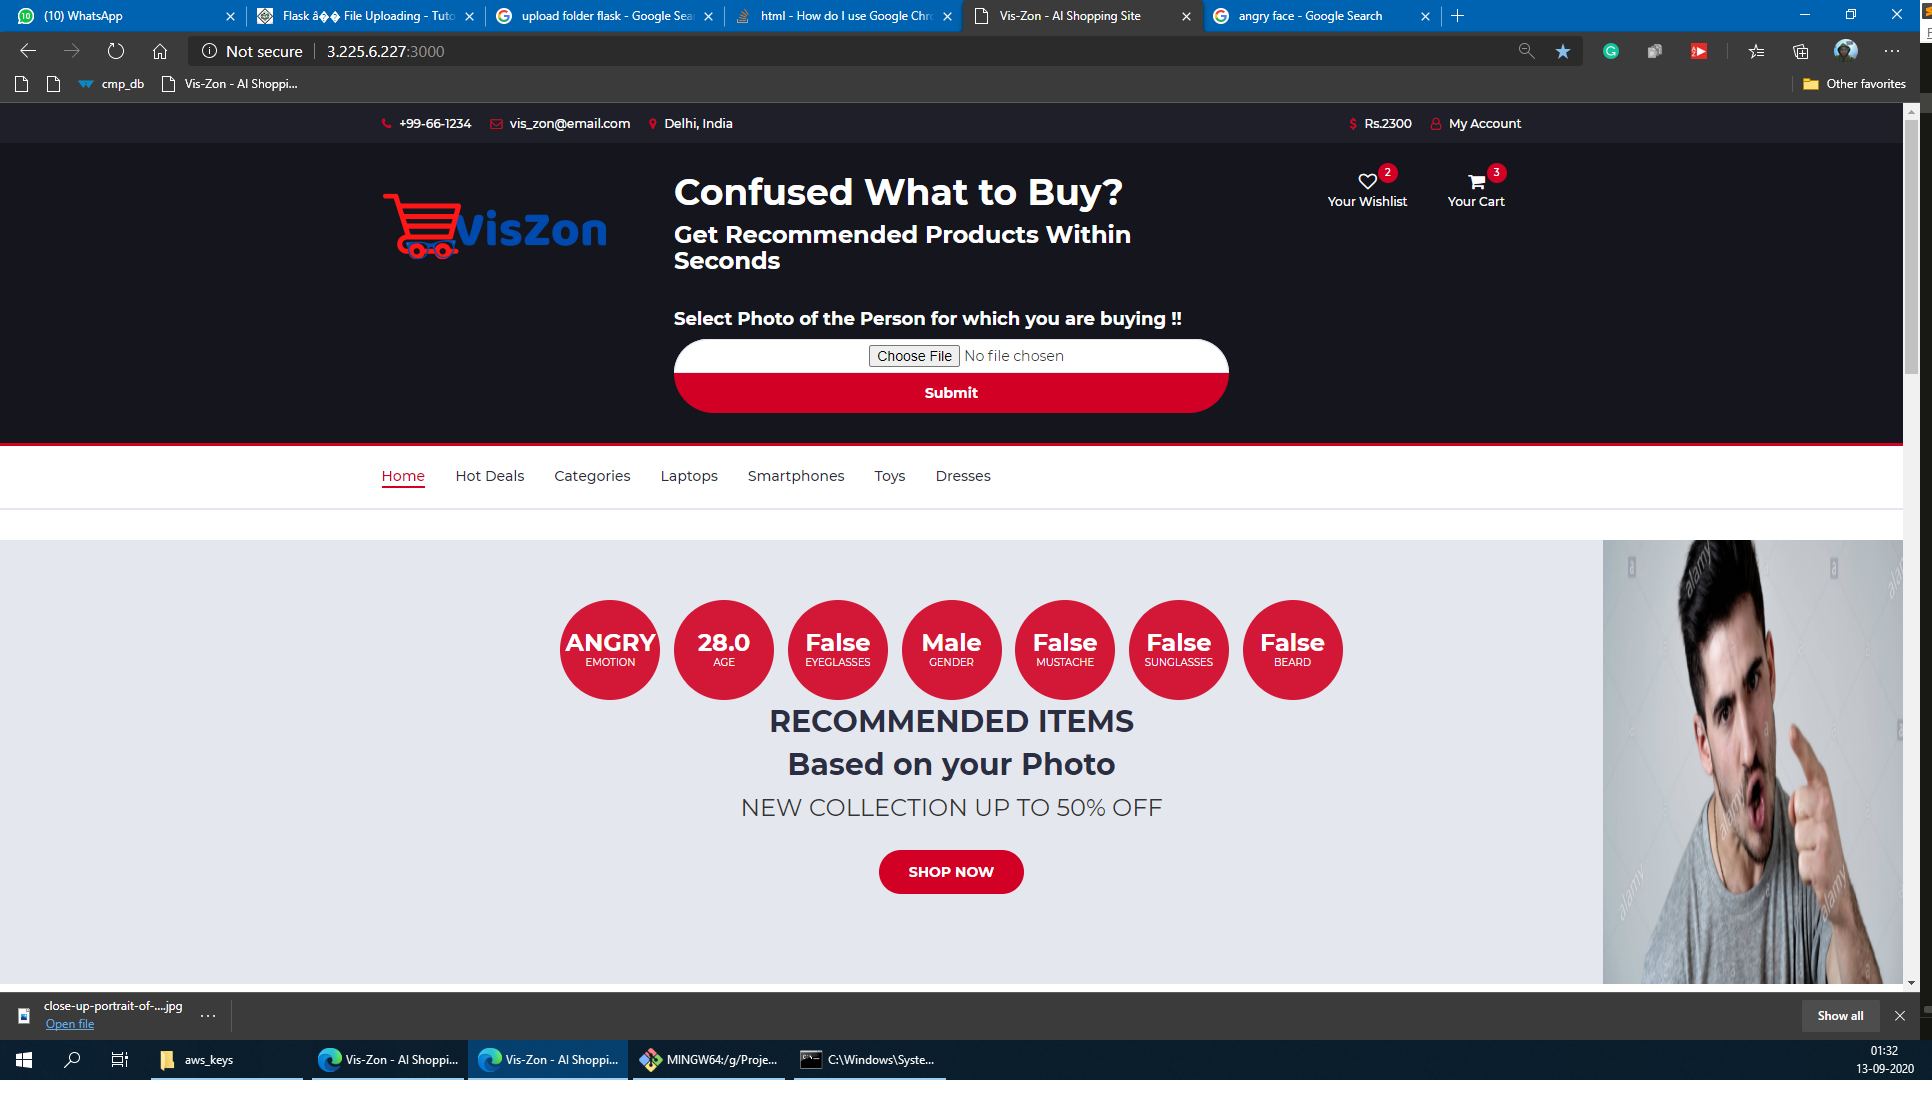 (10) WhatsApp
Flask â�� File Uploading - Tuto
upload folder flask - Google Sea
html - How do I use Google Chro
Vis-Zon - AI Shopping Site
angry face - Google Search
Not secure
3.225.6.227:3000
cmp_db
Vis-Zon - AI Shoppi...
Other favorites
+99-66-1234
vis_zon@email.com
Delhi, India
$ Rs.2300
My Account
VisZon
Confused What to Buy?
Get Recommended Products Within
Seconds
2
Your Wishlist
3
Your Cart
Select Photo of the Person for which you are buying !!
Choose File No file chosen
Submit
Home
Hot Deals
Categories
Laptops
Smartphones
Toys
Dresses
ANGRY
EMOTION
28.0
AGE
False
EYEGLASSES
Male
GENDER
False
MUSTACHE
False
SUNGLASSES
False
BEARD
RECOMMENDED ITEMS
Based on your Photo
NEW COLLECTION UP TO 50% OFF
SHOP NOW
alamy
alamy
close-up-portrait-of-....jpg
Open file
Show all
aws_keys
Vis-Zon - AI Shoppi...
Vis-Zon - AI Shoppi...
MINGW64:/g/Proje...
C:\Windows\Syste...
01:32
13-09-2020